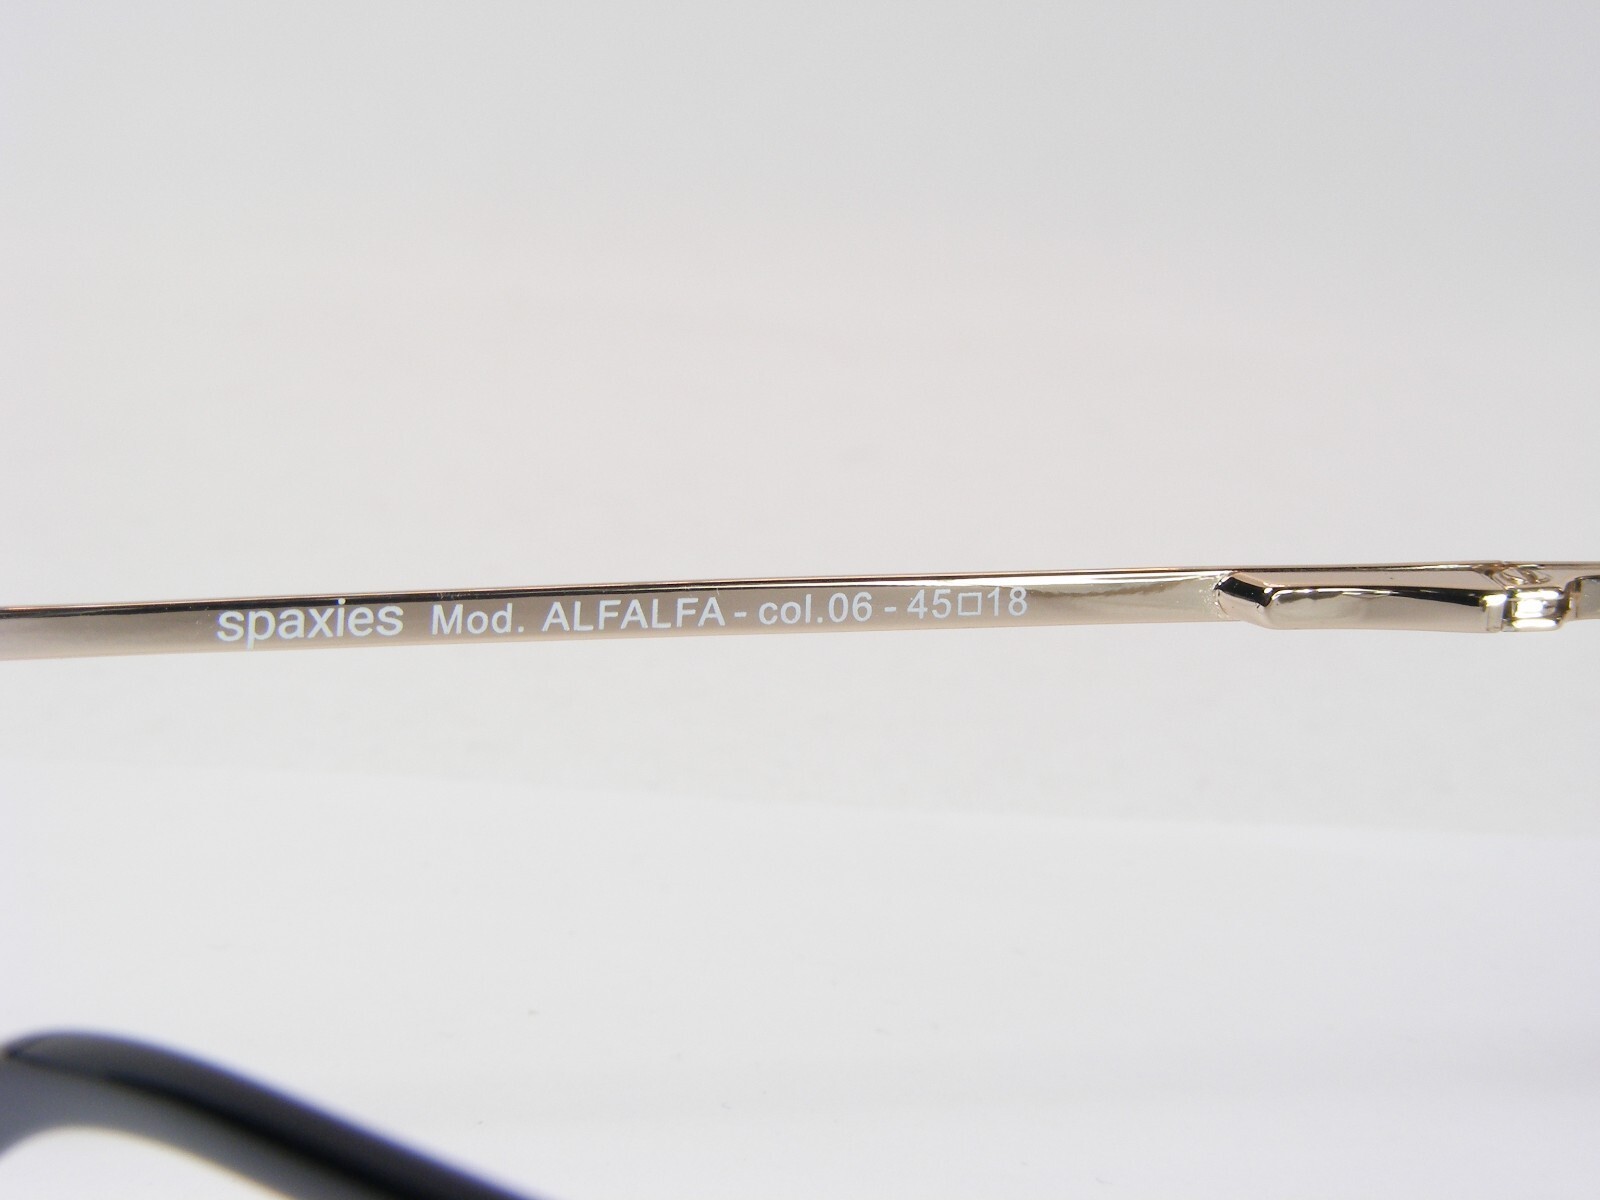 spaxies Mod. ALFALFA - col.06 - 45□18